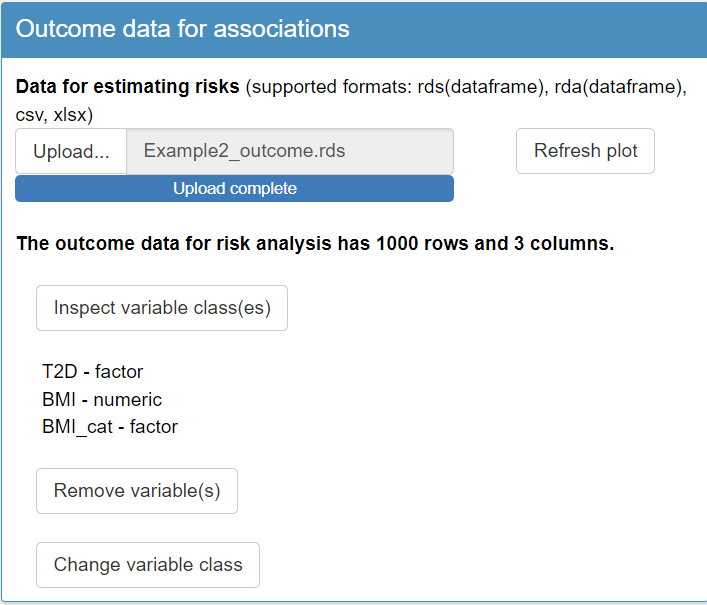 Outcome data for associations
Data for estimating risks (supported formats: rds(dataframe), rda(dataframe),
csv, xlsx)
Upload... Example2_outcome.rds Refresh plot
Upload complete
The outcome data for risk analysis has 1000 rows and 3 columns.
Inspect variable class(es)
T2D - factor
BMI - numeric
BMI_cat - factor
Remove variable(s)
Change variable class